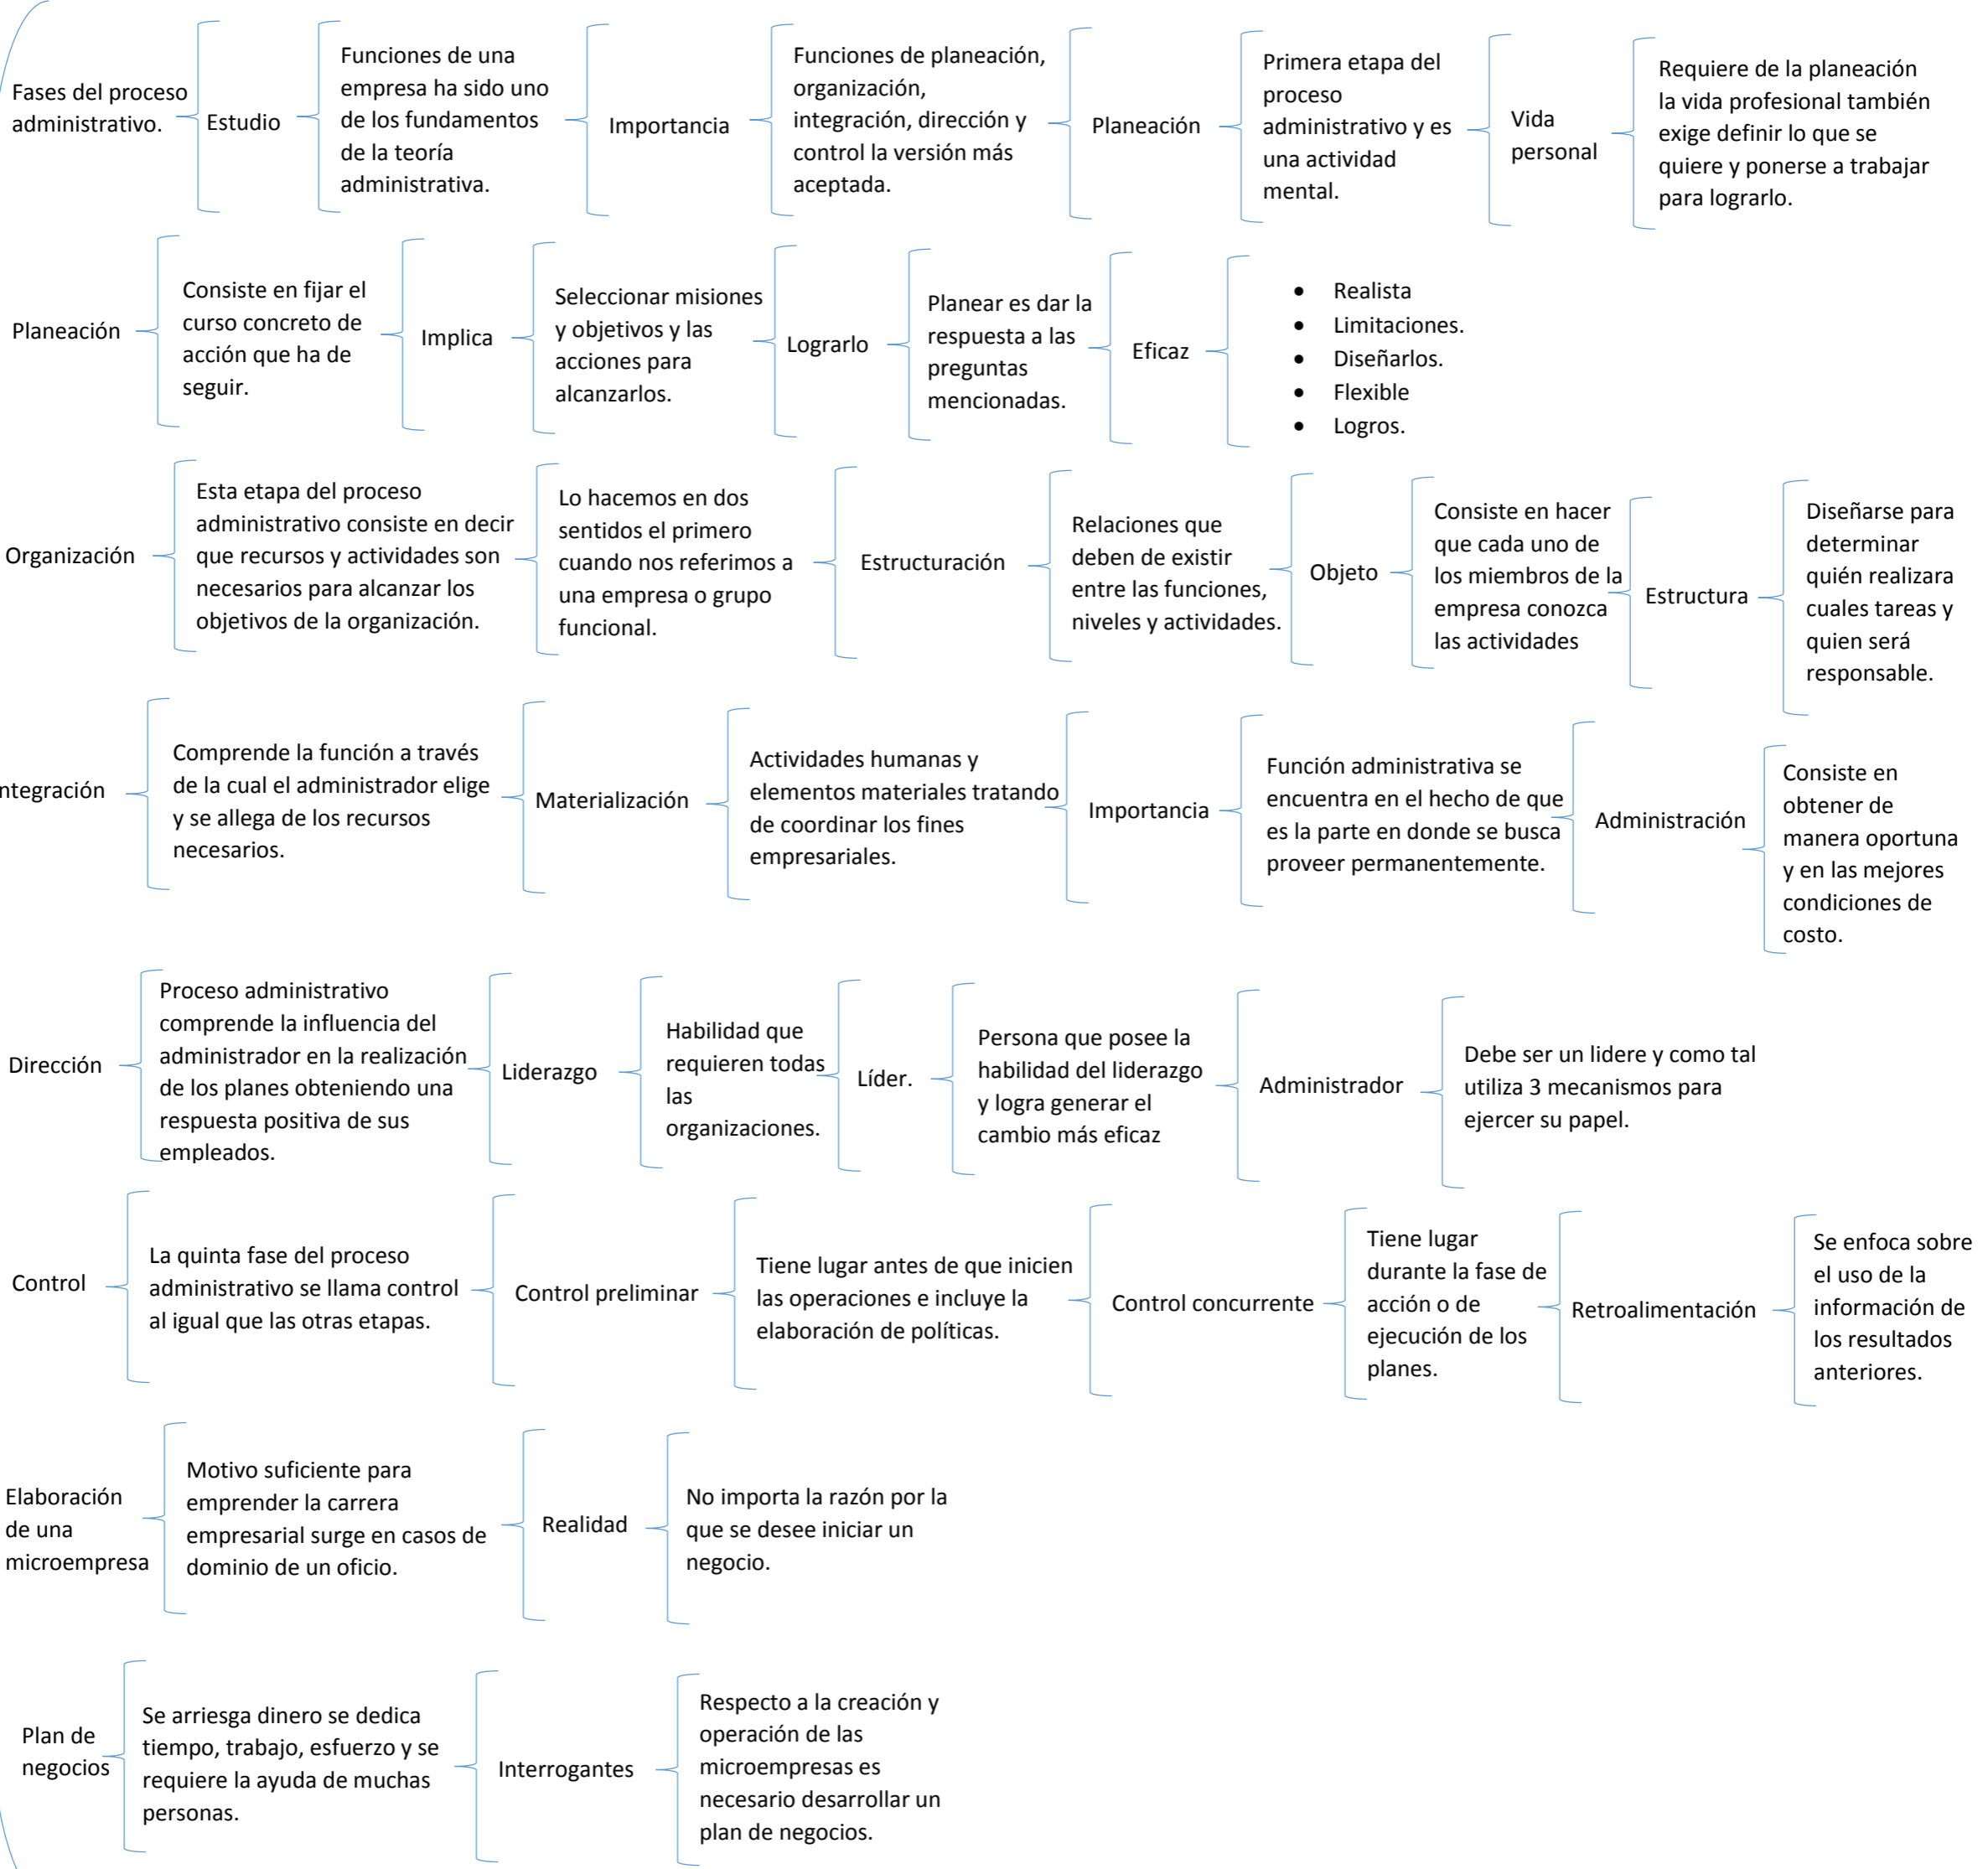 Fases del proceso
administrativo.
Estudio
Funciones de una
empresa ha sido uno
de los fundamentos
de la teoría
administrativa.
Importancia
Funciones de planeación,
organización,
integración, dirección y
control la versión más
aceptada.
Planeación
Primera etapa del
proceso
administrativo y es
una actividad
mental.
Vida
personal
Requiere de la planeación
la vida profesional también
exige definir lo que se
quiere y ponerse a trabajar
para lograrlo.
Planeación
Consiste en fijar el
curso concreto de
acción que ha de
seguir.
Implica
Seleccionar misiones
y objetivos y las
acciones para
alcanzarlos.
Lograrlo
Planear es dar la
respuesta a las
preguntas
mencionadas.
Eficaz
• Realista
• Limitaciones.
• Diseñarlos.
• Flexible
• Logros.
Organización
Esta etapa del proceso
administrativo consiste en decir
que recursos y actividades son
necesarios para alcanzar los
objetivos de la organización.
Lo hacemos en dos
sentidos el primero
cuando nos referimos a
una empresa o grupo
funcional.
Estructuración
Relaciones que
deben de existir
entre las funciones,
niveles y actividades.
Objeto
Consiste en hacer
que cada uno de
los miembros de la
empresa conozca
las actividades
Estructura
Diseñarse para
determinar
quién realizara
cuales tareas y
quien será
responsable.
ntegración
Comprende la función a través
de la cual el administrador elige
y se allega de los recursos
necesarios.
Materialización
Actividades humanas y
elementos materiales tratando
de coordinar los fines
empresariales.
Importancia
Función administrativa se
encuentra en el hecho de que
es la parte en donde se busca
proveer permanentemente.
Administración
Consiste en
obtener de
manera oportuna
y en las mejores
condiciones de
costo.
Dirección
Proceso administrativo
comprende la influencia del
administrador en la realización
de los planes obteniendo una
respuesta positiva de sus
empleados.
Liderazgo
Habilidad que
requieren todas
las
organizaciones.
Líder.
Persona que posee la
habilidad del liderazgo
y logra generar el
cambio más eficaz
Administrador
Debe ser un lidere y como tal
utiliza 3 mecanismos para
ejercer su papel.
Control
La quinta fase del proceso
administrativo se llama control
al igual que las otras etapas.
Control preliminar
Tiene lugar antes de que inicien
las operaciones e incluye la
elaboración de políticas.
Control concurrente
Tiene lugar
durante la fase de
acción o de
ejecución de los
planes.
Retroalimentación
Se enfoca sobre
el uso de la
información de
los resultados
anteriores.
Elaboración
de una
microempresa
Motivo suficiente para
emprender la carrera
empresarial surge en casos de
dominio de un oficio.
Realidad
No importa la razón por la
que se desee iniciar un
negocio.
Plan de
negocios
Se arriesga dinero se dedica
tiempo, trabajo, esfuerzo y se
requiere la ayuda de muchas
personas.
Interrogantes
Respecto a la creación y
operación de las
microempresas es
necesario desarrollar un
plan de negocios.